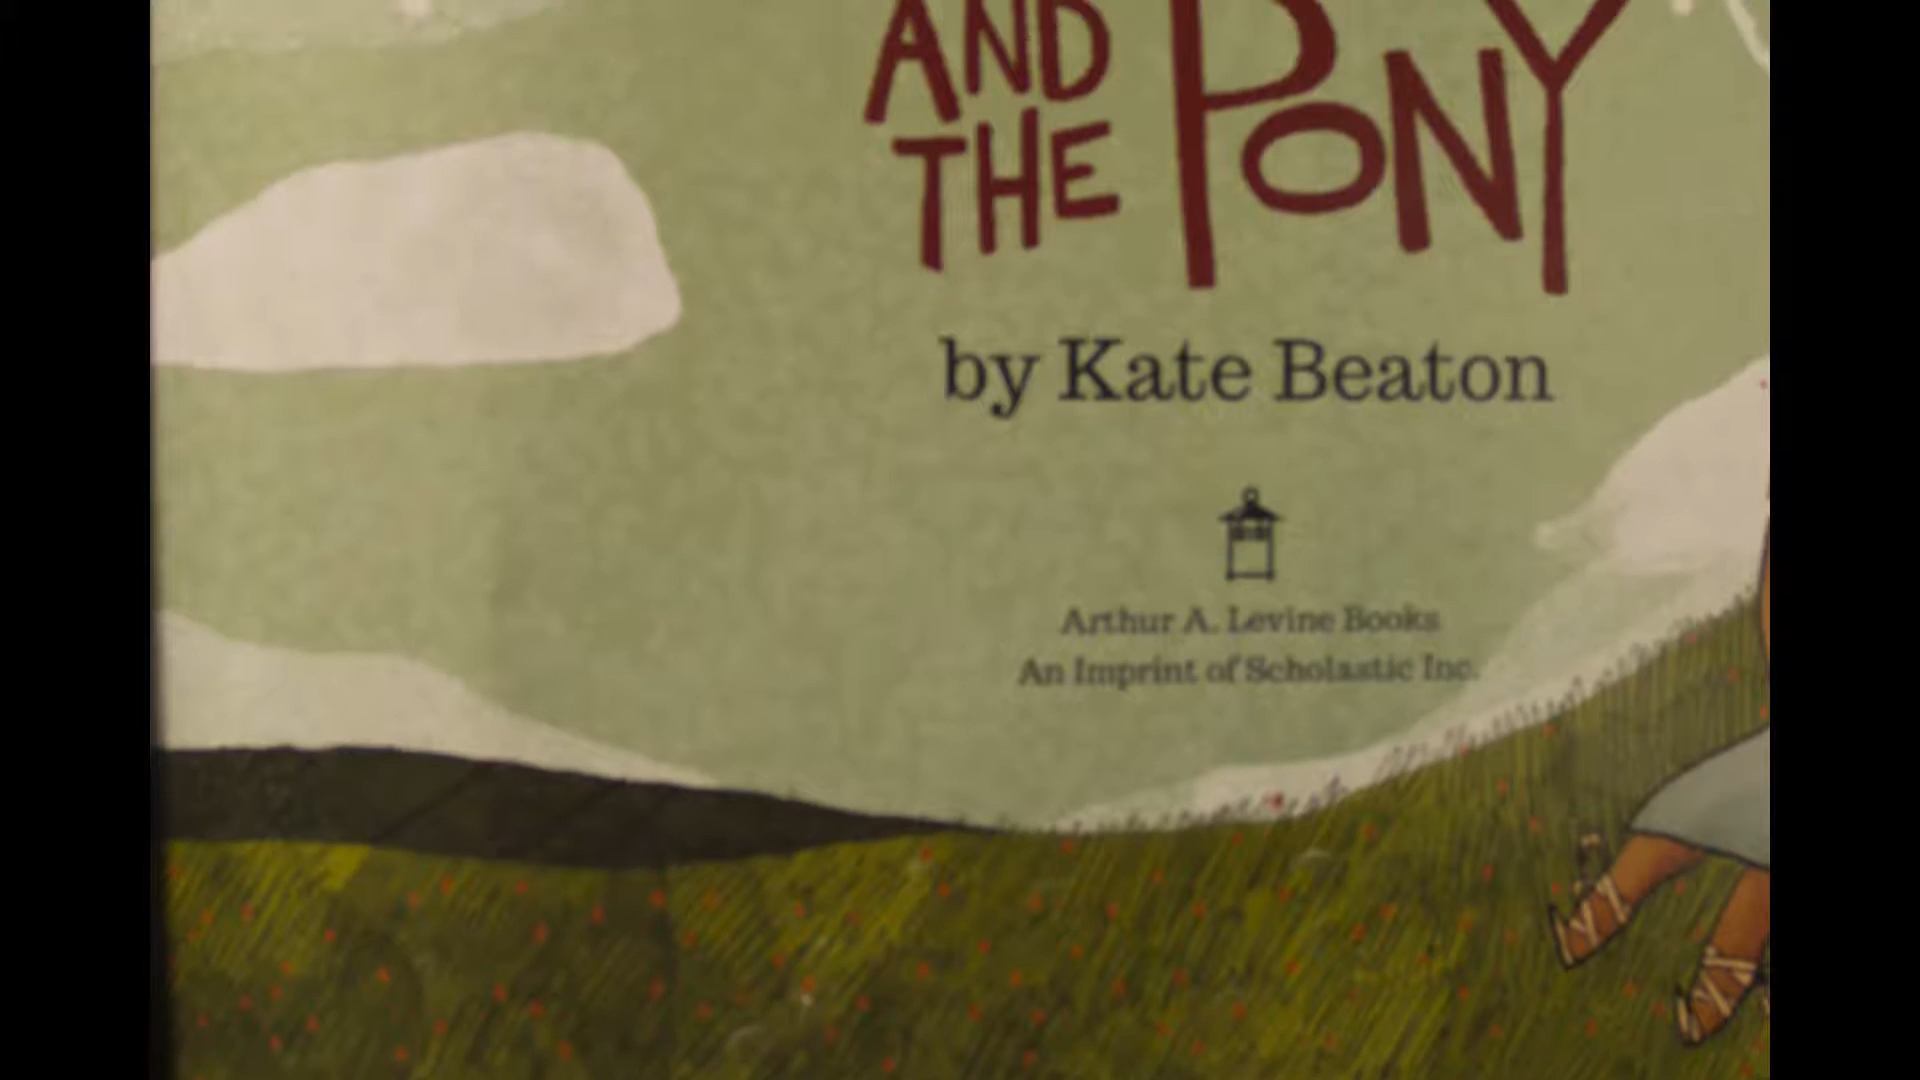 AND
THE PONY
by Kate Beaton
Arthur A. Levine Books
An Imprint of Scholastic Inc.